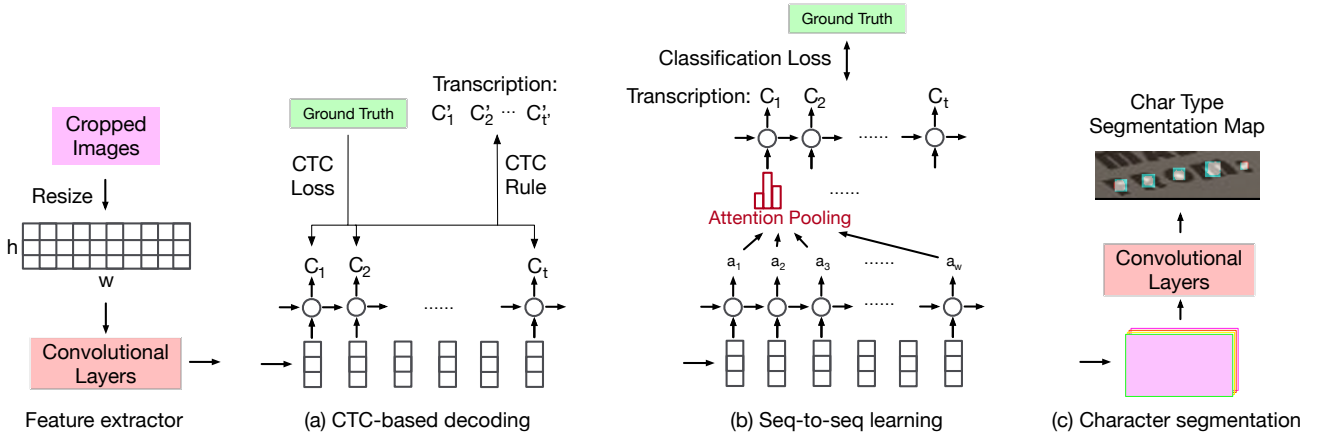 Cropped
Images
Resize
h
w
Convolutional
Layers
Feature extractor
Ground Truth
Transcription:
C'1 C'2 ... C't'
CTC
Loss
CTC
Rule
C1 C2 Ct
......
(a) CTC-based decoding
Ground Truth
Classification Loss
Transcription: C1 C2 Ct
......
......
Attention Pooling
a1 a2 a3 ...... aw
......
(b) Seq-to-seq learning
Char Type
Segmentation Map
Convolutional
Layers
(c) Character segmentation